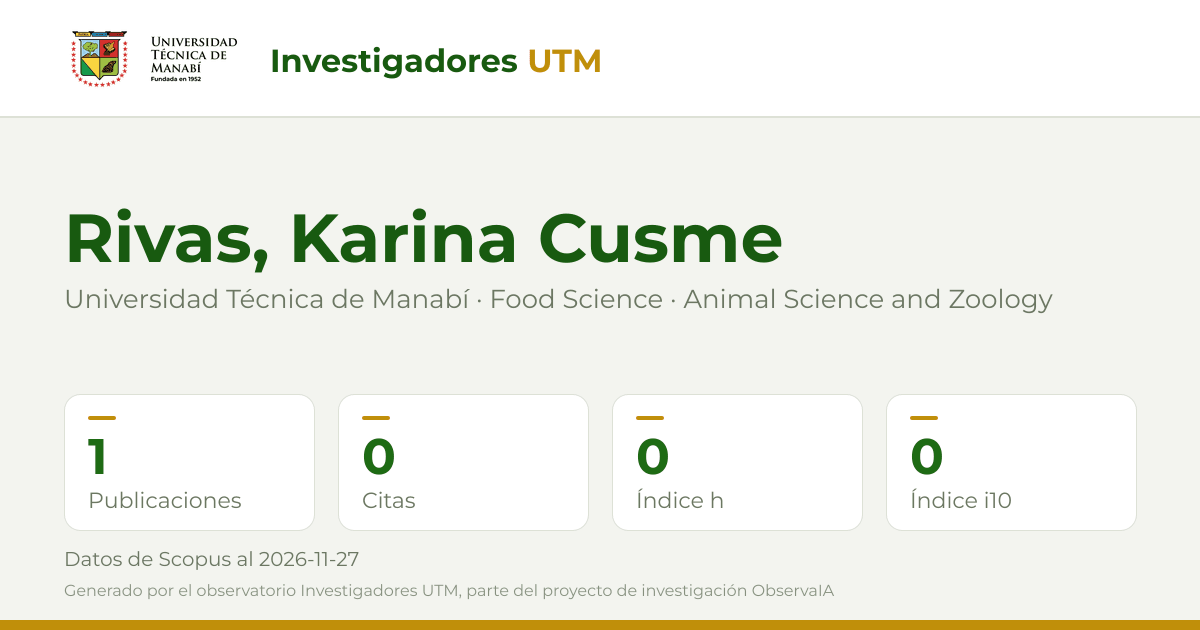 UNIVERSIDAD
TÉCNICA DE
MANABÍ
Fundada en 1952
Investigadores UTM
Rivas, Karina Cusme
Universidad Técnica de Manabí · Food Science · Animal Science and Zoology
1
Publicaciones
0
Citas
0
Índice h
0
Índice i10
Datos de Scopus al 2026-11-27
Generado por el observatorio Investigadores UTM, parte del proyecto de investigación ObservaIA